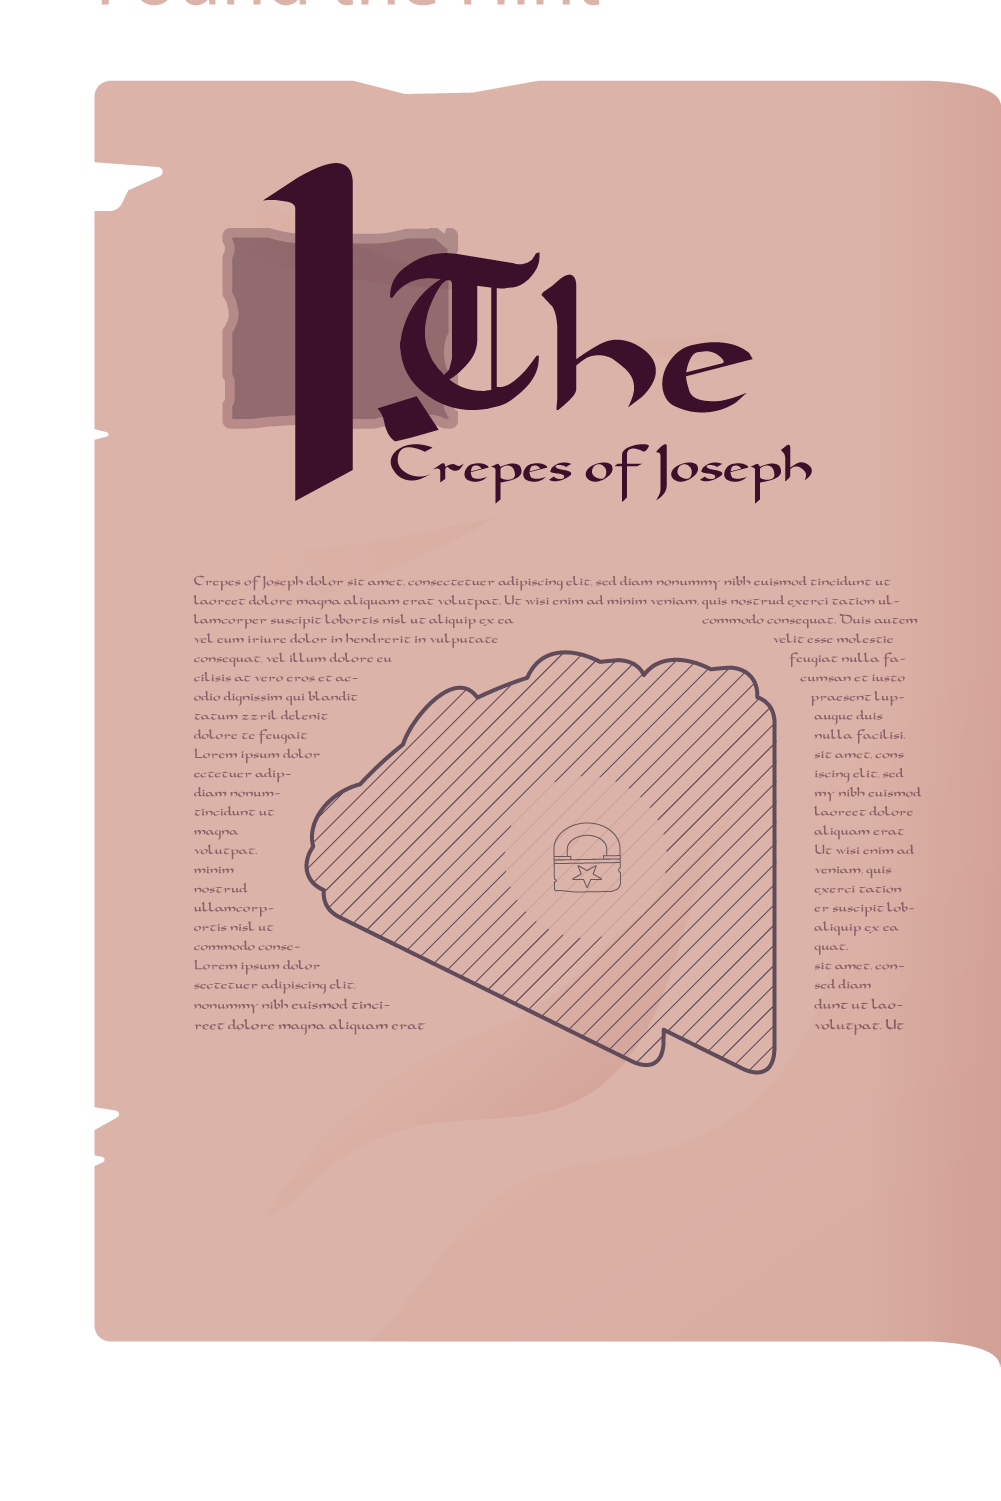 Found the Hint
1. The
Crepes of Joseph
Crepes of Joseph dolor sit amet, consectetuer adipiscing elit, sed diam nonummy nibh euismod tincidunt ut
laoreet dolore magna aliquam erat volutpat. Ut wisi enim ad minim veniam, quis nostrud exerci tation ul-
lamcorper suscipit lobortis nisl ut aliquip ex ea commodo consequat. Duis autem
vel eum iriure dolor in hendrerit in vulputate velit esse molestie
consequat, vel illum dolore eu feugiat nulla fa-
cilisis at vero eros et ac- cumsan et iusto
odio dignissim qui blandit praesent lup-
tatum zzril delenit augue duis
dolore te feugait nulla facilisi.
Lorem ipsum dolor sit amet, cons
ectetuer adip- iscing elit, sed
diam nonum- my nibh euismod
tincidunt ut laoreet dolore
magna aliquam erat
volutpat. Ut wisi enim ad
minim veniam, quis
nostrud exerci tation
ullamcorp- er suscipit lob-
ortis nisl ut aliquip ex ea
commodo conse- quat.
Lorem ipsum dolor sit amet, con-
sectetuer adipiscing elit, sed diam
nonummy nibh euismod tinci- dunt ut lao-
reet dolore magna aliquam erat volutpat. Ut